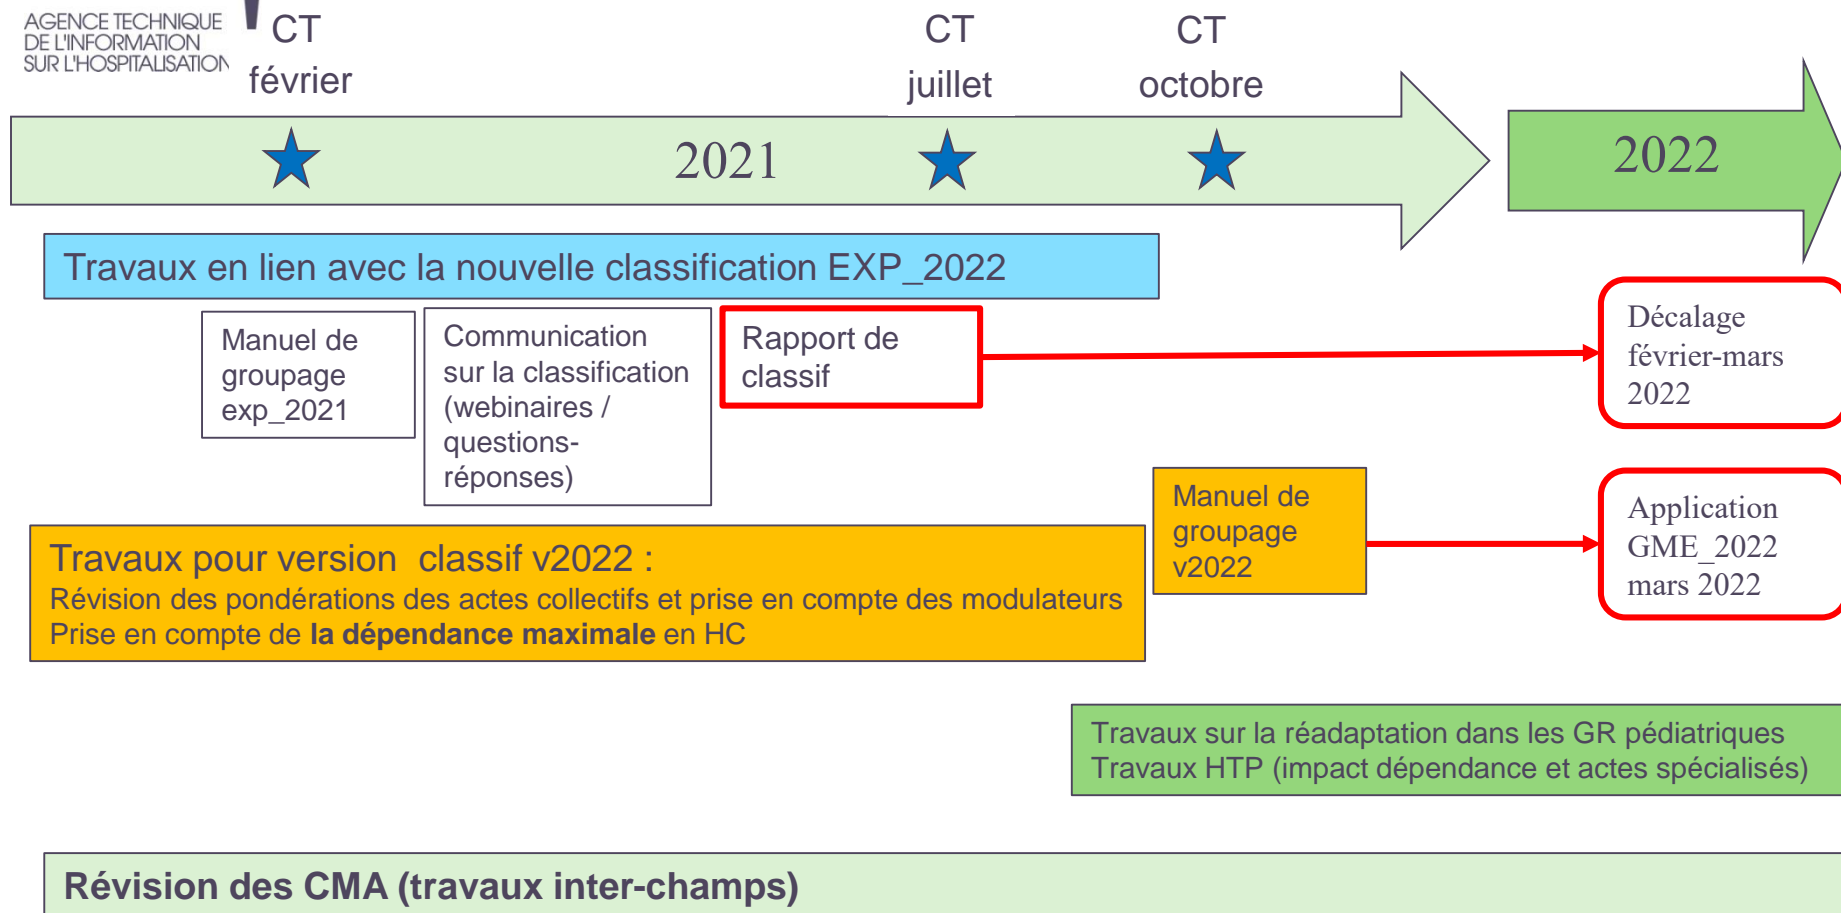 AGENCE TECHNIQUE
DE L'INFORMATION
SUR L'HOSPITALISATION
CT
février
CT
juillet
CT
octobre
2021
2022
Travaux en lien avec la nouvelle classification EXP_2022
Manuel de
groupage
exp_2021
Communication
sur la classification
(webinaires /
questions-
réponses)
Rapport de
classif
Décalage
février-mars
2022
Travaux pour version  classif v2022 :
Révision des pondérations des actes collectifs et prise en compte des modulateurs
Prise en compte de la dépendance maximale en HC
Manuel de
groupage
v2022
Application
GME_2022
mars 2022
Travaux sur la réadaptation dans les GR pédiatriques
Travaux HTP (impact dépendance et actes spécialisés)
Révision des CMA (travaux inter-champs)